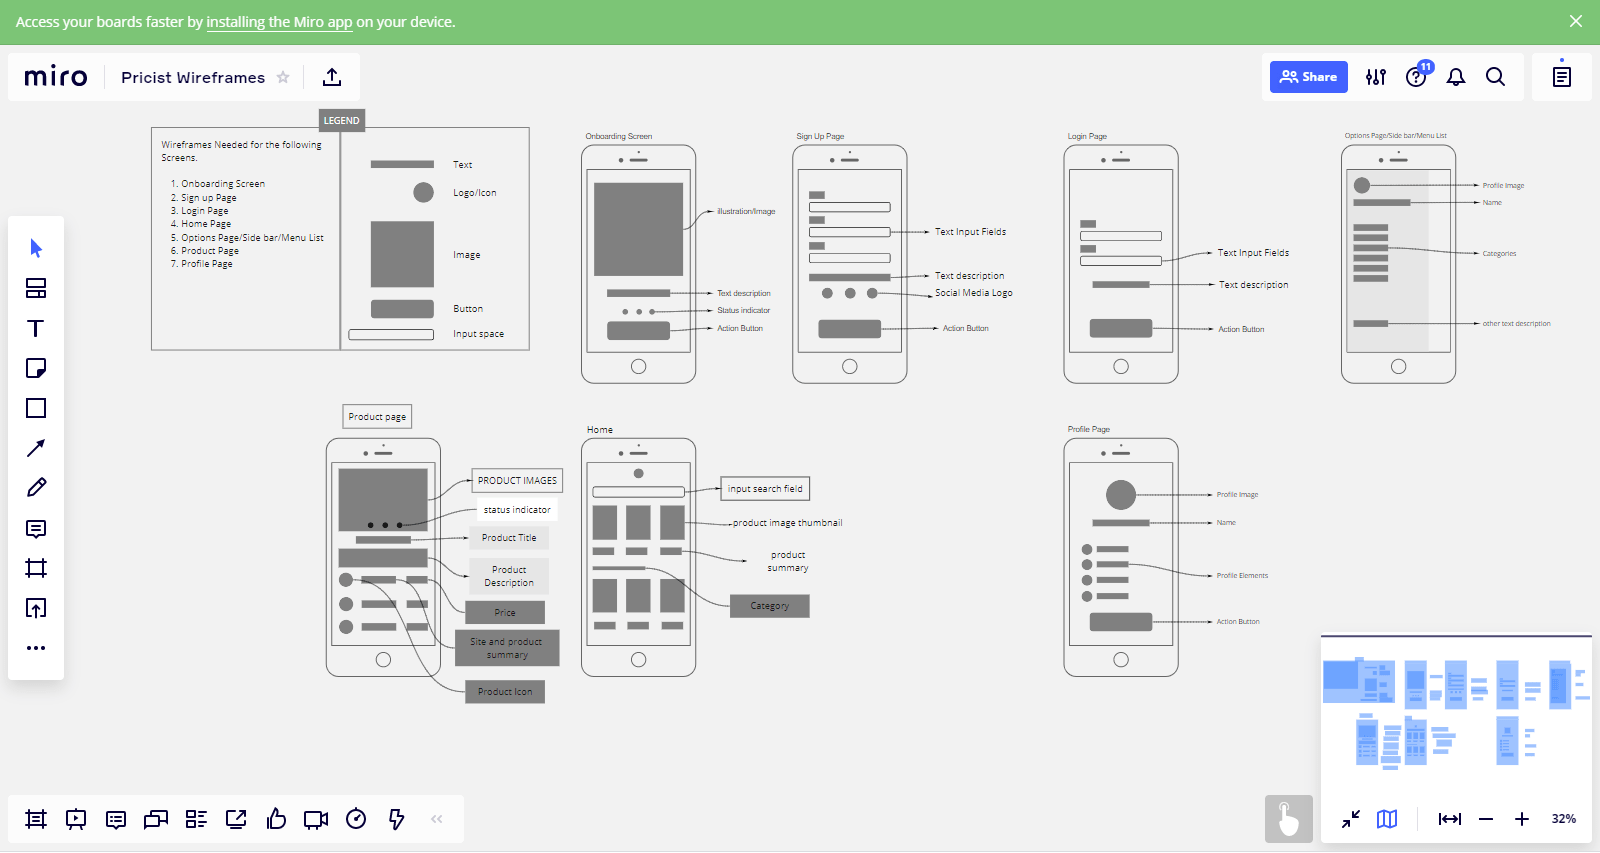 Access your boards faster by installing the Miro app on your device.
miro
Pricist Wireframes
Share
11
LEGEND
Wireframes Needed for the following
Screens.
1. Onboarding Screen
2. Sign up Page
3. Login Page
4. Home Page
5. Options Page/Side bar/Menu List
6. Product Page
7. Profile Page
Text
Logo/Icon
Image
Button
Input space
Onboarding Screen
illustration/Image
Text description
Status indicator
Action Button
Sign Up Page
Text Input Fields
Text description
Social Media Logo
Action Button
Login Page
Text Input Fields
Text description
Action Button
Options Page/Side bar/Menu List
Profile Image
Name
Categories
other text description
Product page
PRODUCT IMAGES
status indicator
Product Title
Product
Description
Price
Site and product
summary
Product Icon
Home
input search field
product image thumbnail
product
summary
Category
Profile Page
Profile Image
Name
Profile Elements
Action Button
32%